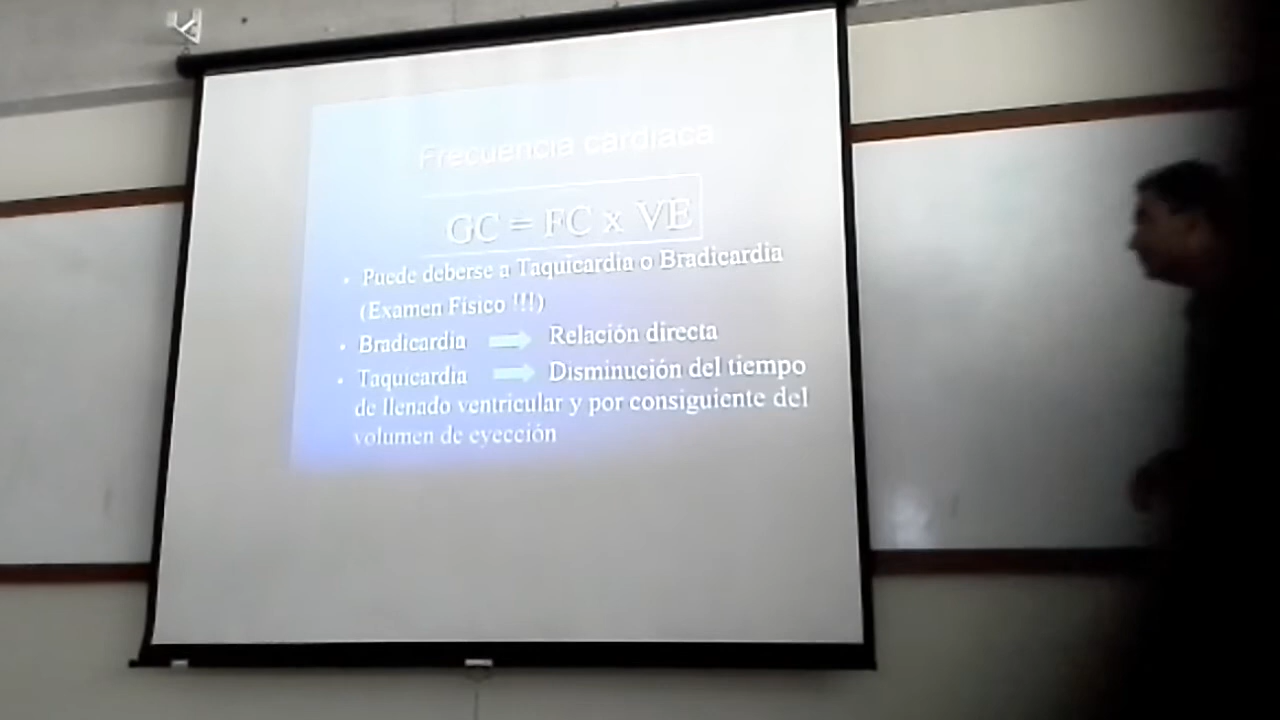 Frecuencia cardiaca
GC = FC x VE
• Puede deberse a Taquicardia o Bradicardia
(Examen Físico !!!)
• Bradicardia Relación directa
• Taquicardia Disminución del tiempo
de llenado ventricular y por consiguiente del
volumen de eyección